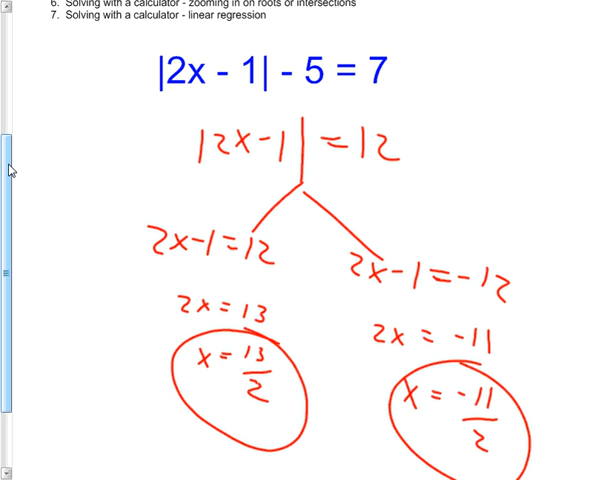 6. Solving with a calculator - zooming in on roots or intersections
7. Solving with a calculator - linear regression
|2x - 1| - 5 = 7
|2x-1| = 12
2x-1=12
2x-1=-12
2x=13
2x = -11
x = 13/2
x = -11/2